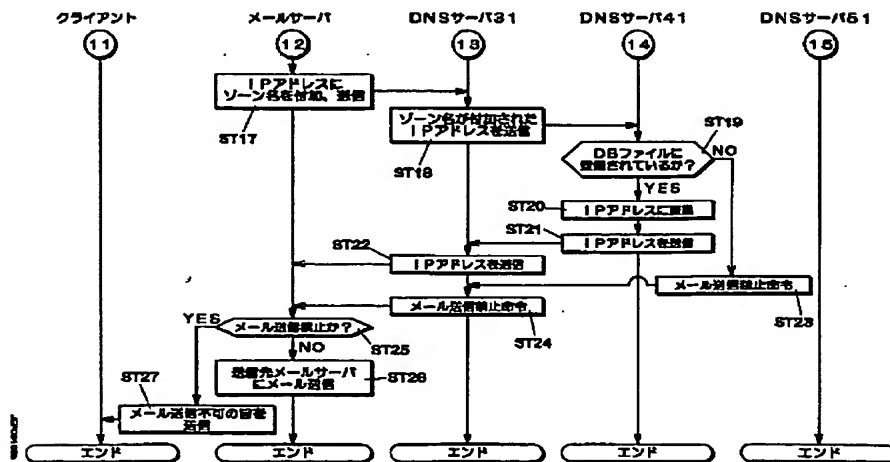 クライアント
メールサーバ
DNSサーバ31
DNSサーバ41
DNSサーバ51
11
12
13
14
15
IPアドレスに
ゾーン名を付加、送信
ST17
ゾーン名が付加された
IPアドレスを送信
ST18
DBファイルに
登録されているか?
ST19
NO
YES
ST20
IPアドレスに変換
ST21
IPアドレスを送信
ST22
IPアドレスを送信
メール送信禁止命令
ST23
メール送信禁止命令
ST24
YES
メール送信禁止か?
ST25
NO
送信先メールサーバ
にメール送信
ST26
ST27
メール送信不可の旨を
送信
エンド
エンド
エンド
エンド
エンド